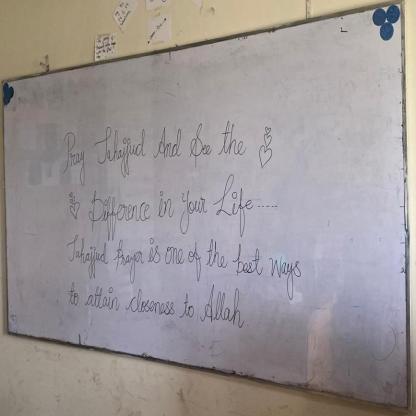 Pray Tahajjud And See the
Difference in Your Life-----
Tahajjud Prayer is one of the best Ways
to attain closeness to Allah